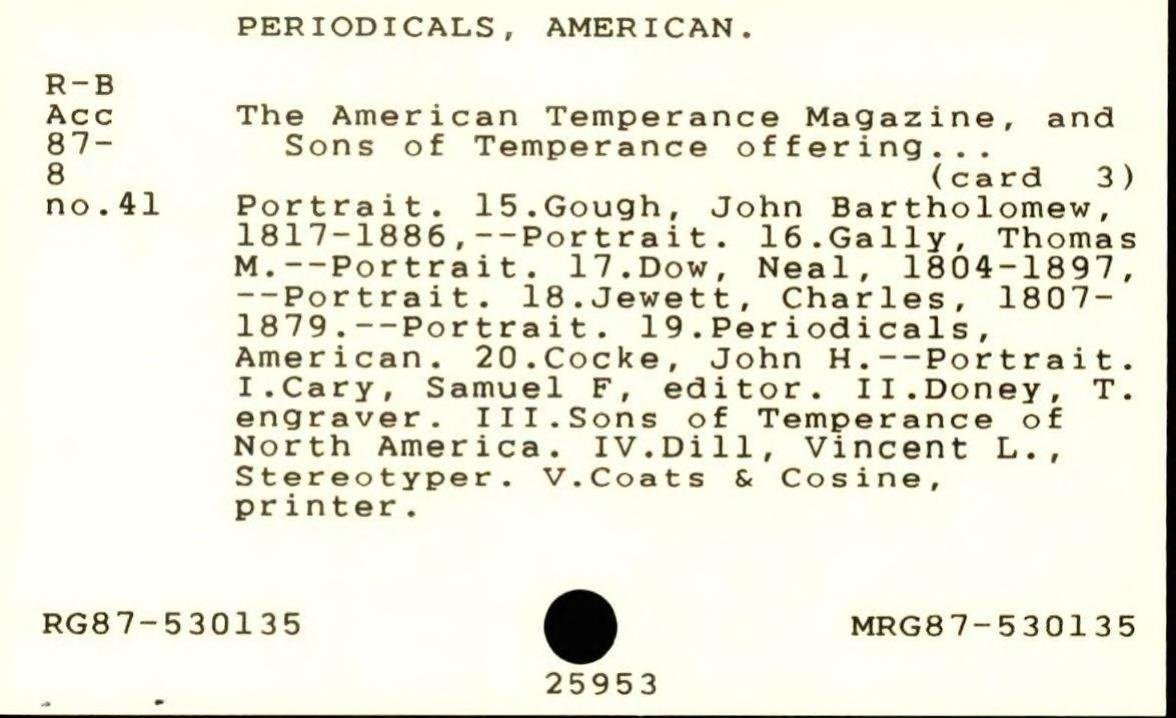 PERIODICALS, AMERICAN.
R-B
Acc The American Temperance Magazine, and
87- Sons of Temperance offering...
8 (card 3)
no.41 Portrait. 15.Gough, John Bartholomew,
1817-1886,--Portrait. 16.Gally, Thomas
M.--Portrait. 17.Dow, Neal, 1804-1897,
--Portrait. 18.Jewett, Charles, 1807-
1879.--Portrait. 19.Periodicals,
American. 20.Cocke, John H.--Portrait.
I.Cary, Samuel F, editor. II.Doney, T.
engraver. III.Sons of Temperance of
North America. IV.Dill, Vincent L.,
Stereotyper. V.Coats & Cosine,
printer.
RG87-530135 MRG87-530135
25953